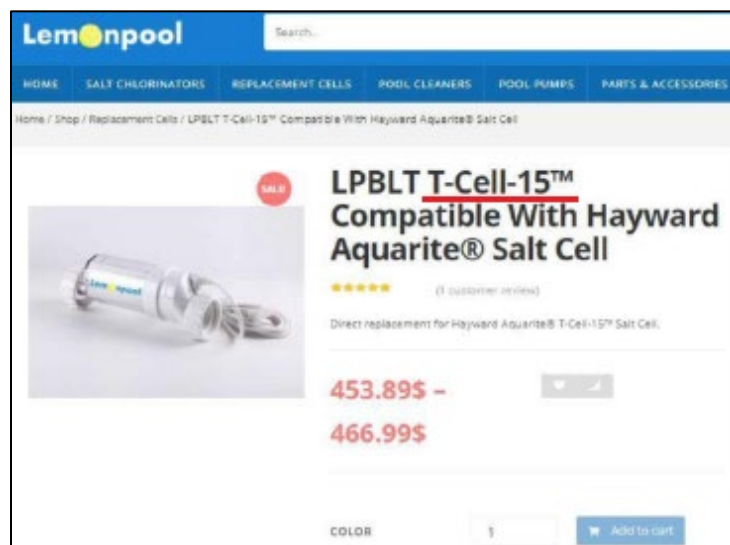 Lemonpool
Search..
HOME SALT CHLORINATORS REPLACEMENT CELLS POOL CLEANERS POOL PUMPS PARTS & ACCESSORIES
Home / Shop / Replacement Cells / LPBLT T-Cell-15™ Compatible With Hayward Aquarite® Salt Cell
SALE!
LPBLT T-Cell-15™
Compatible With Hayward
Aquarite® Salt Cell
(1 customer review)
Direct replacement for Hayward Aquarite® T-Cell-15™ Salt Cell.
453.89$ –
466.99$
Lemonpool
COLOR 1 Add to cart